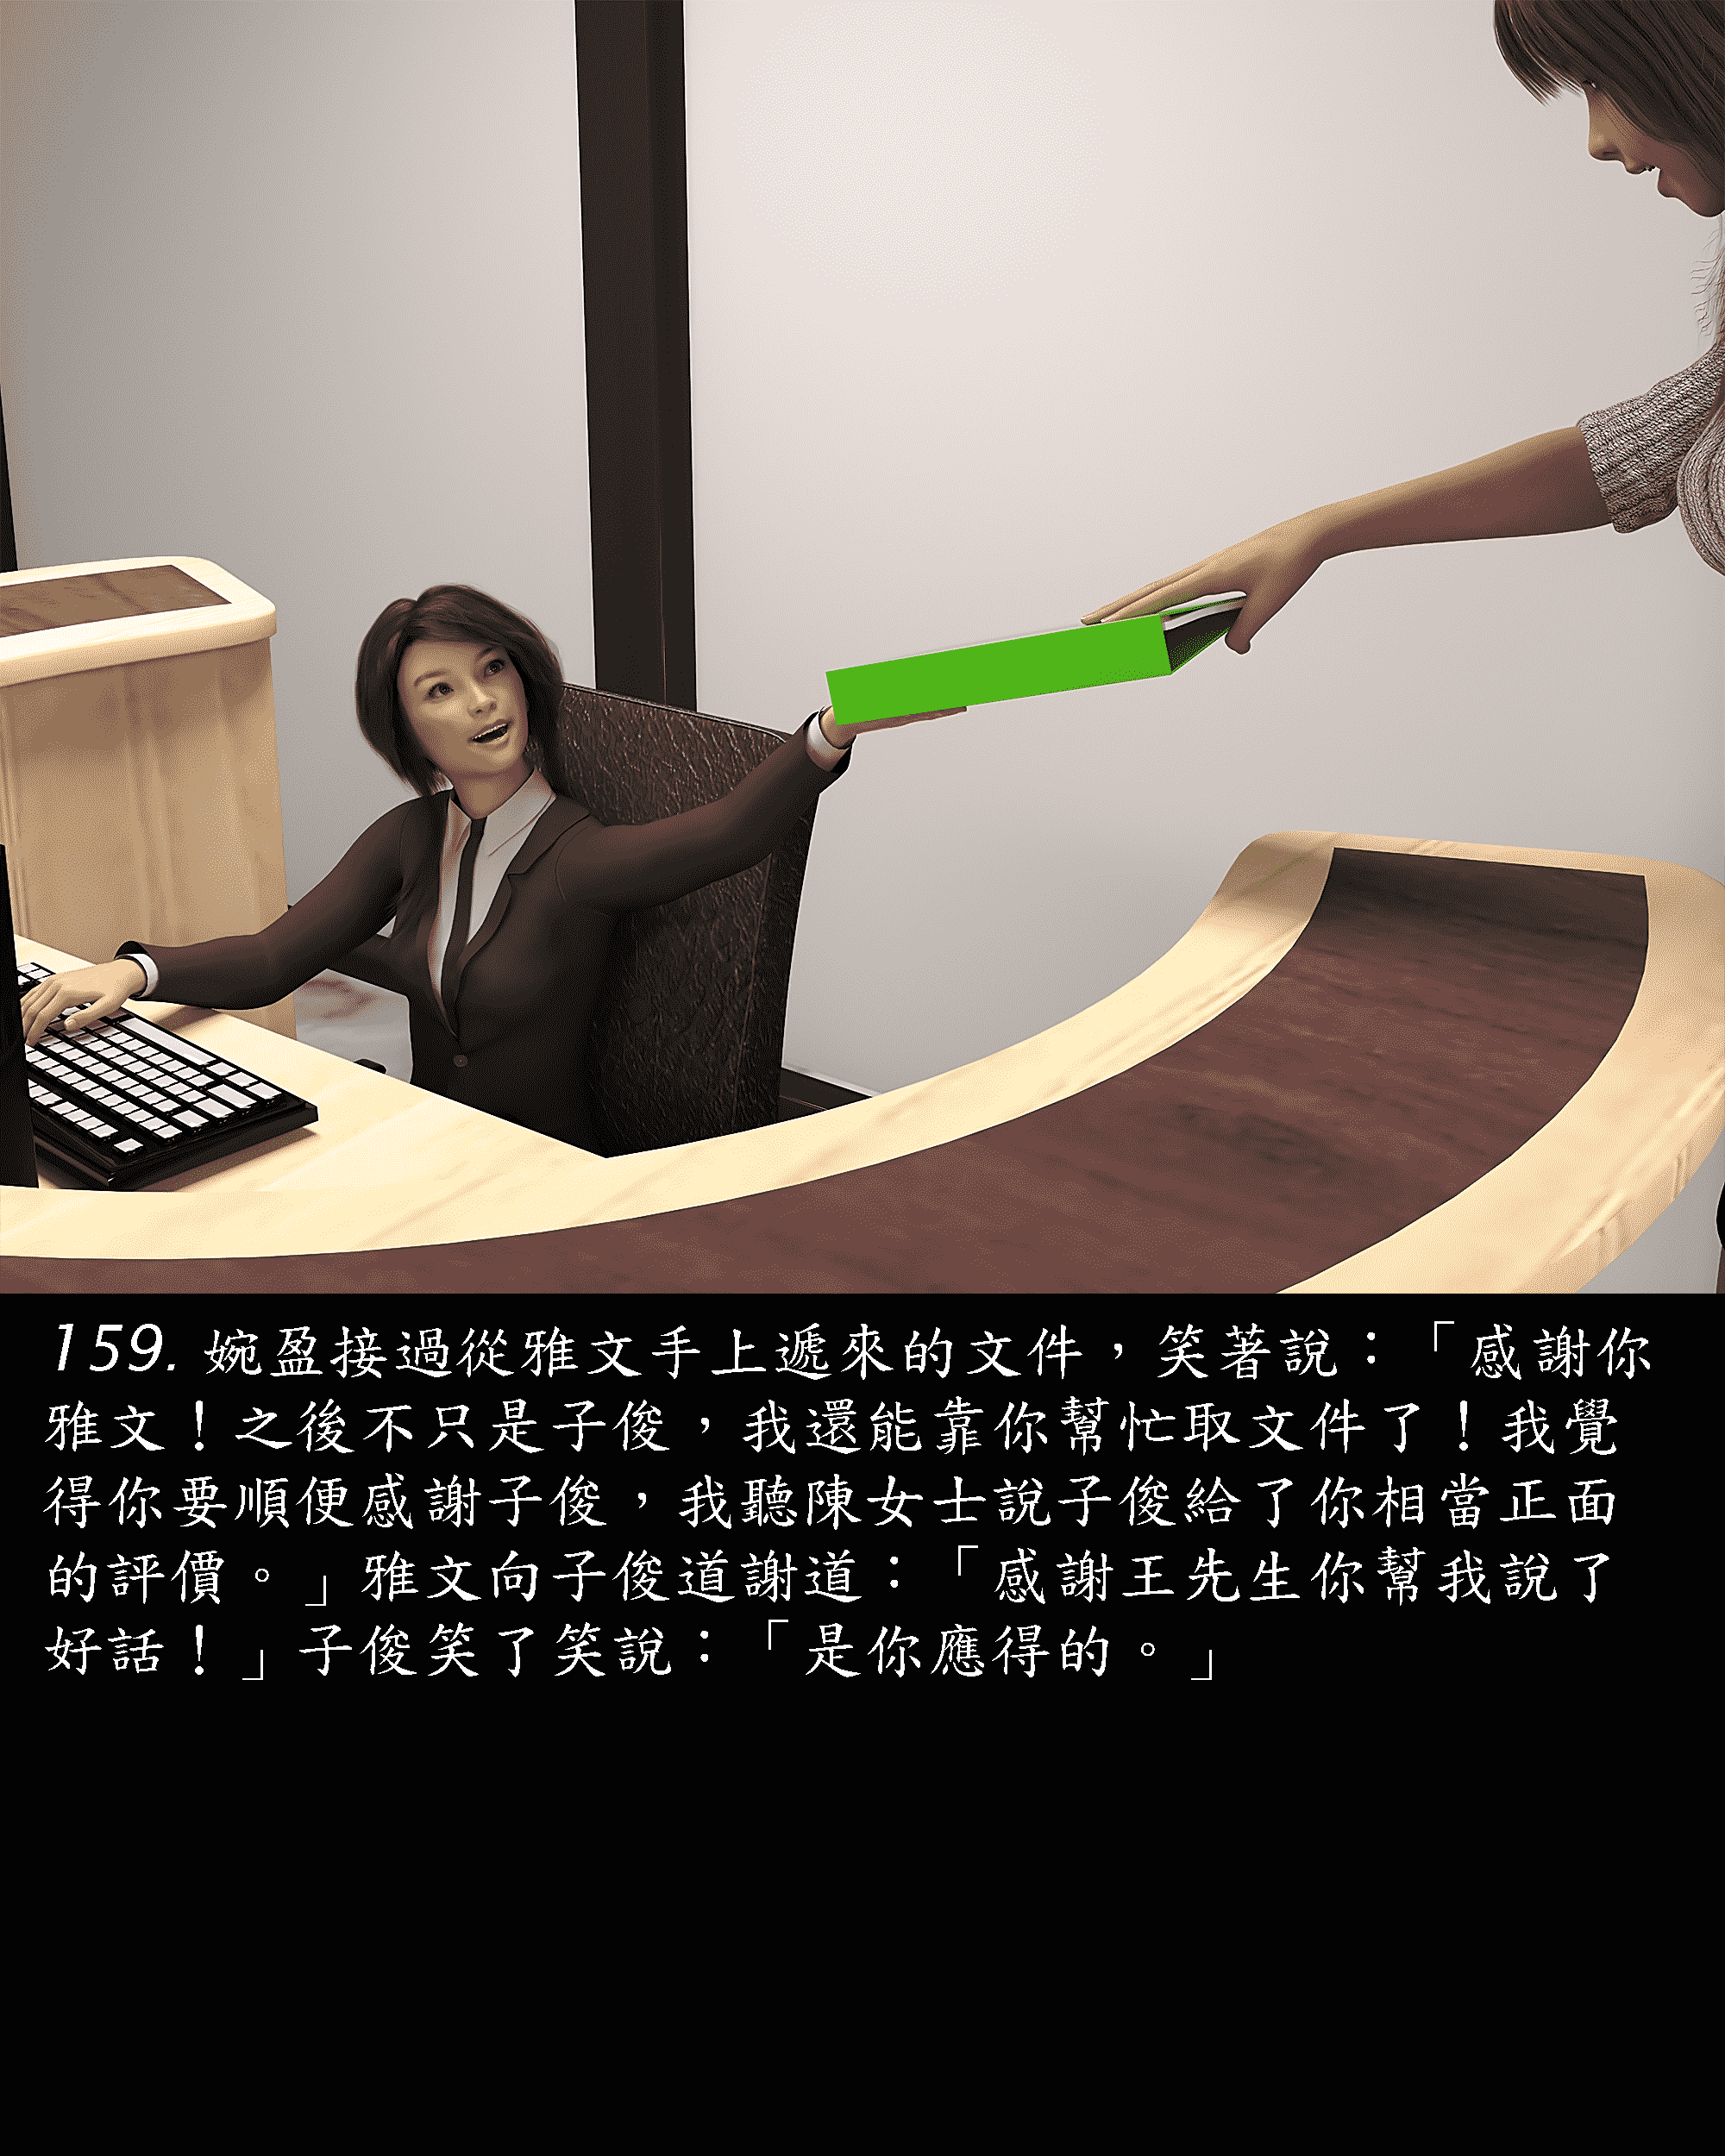 159. 婉盈接過從雅文手上遞來的文件，笑著說：「感謝你
雅文！之後不只是子俊，我還能靠你幫忙取文件了！我覺
得你要順便感謝子俊，我聽陳女士說子俊給了你相當正面
的評價。」雅文向子俊道謝道：「感謝王先生你幫我說了
好話！」子俊笑了笑說：「是你應得的。」